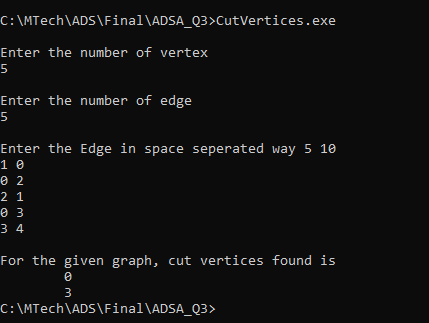 C:\MTech\ADS\Final\ADSA_Q3>CutVertices.exe
Enter the number of vertex
5
Enter the number of edge
5
Enter the Edge in space seperated way 5 10
1 0
0 2
2 1
0 3
3 4
For the given graph, cut vertices found is
0
3
C:\MTech\ADS\Final\ADSA_Q3>